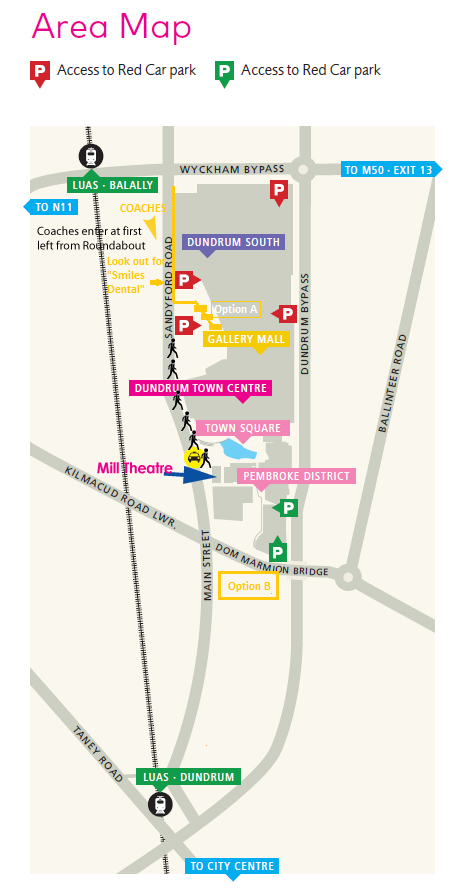 Area Map
P Access to Red Car park P Access to Red Car park
WYCKHAM BYPASS
TO M50 · EXIT 13
LUAS · BALALLY
P
TO N11
COACHES
Coaches enter at first
left from Roundabout
DUNDRUM SOUTH
SANDYFORD ROAD
Look out for
"Smiles
Dental"
P
Option A
P
P
DUNDRUM BYPASS
GALLERY MALL
BALLINTEER ROAD
DUNDRUM TOWN CENTRE
TOWN SQUARE
Mill Theatre
PEMBROKE DISTRICT
KILMACUD ROAD LWR.
P
MAIN STREET
P
DOM MARMION BRIDGE
Option B
TANEY ROAD
LUAS · DUNDRUM
TO CITY CENTRE